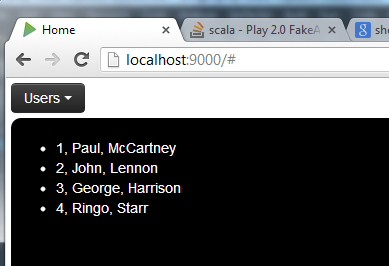 Home
scala - Play 2.0 FakeA
sh
localhost:9000/#
Users
1, Paul, McCartney
2, John, Lennon
3, George, Harrison
4, Ringo, Starr